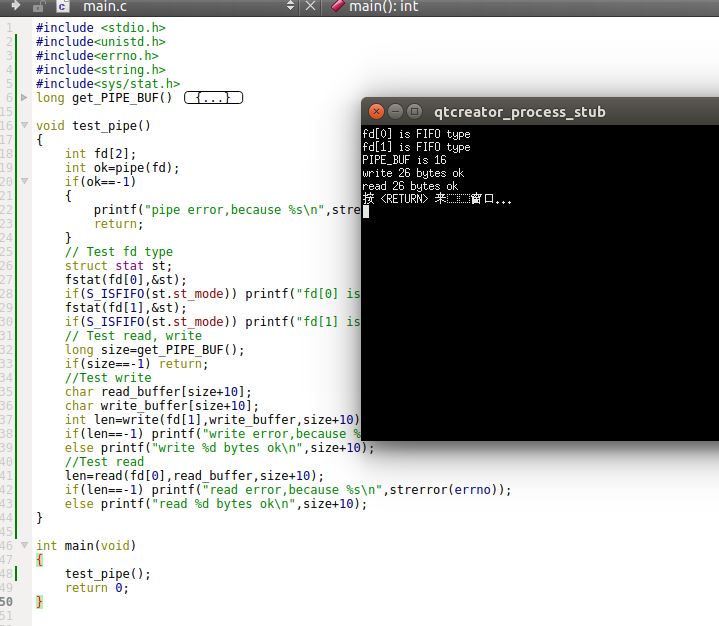 main.c
main(): int
1 #include <stdio.h>
2 #include<unistd.h>
3 #include<errno.h>
4 #include<string.h>
5 #include<sys/stat.h>
6 long get_PIPE_BUF() {...}
15
16 void test_pipe()
17 {
18 int fd[2];
19 int ok=pipe(fd);
20 if(ok==-1)
21 {
22 printf("pipe error,because %s\n",stre
23 return;
24 }
25 // Test fd type
26 struct stat st;
27 fstat(fd[0],&st);
28 if(S_ISFIFO(st.st_mode)) printf("fd[0] is
29 fstat(fd[1],&st);
30 if(S_ISFIFO(st.st_mode)) printf("fd[1] is
31 // Test read, write
32 long size=get_PIPE_BUF();
33 if(size==-1) return;
34 //Test write
35 char read_buffer[size+10];
36 char write_buffer[size+10];
37 int len=write(fd[1],write_buffer,size+10)
38 if(len==-1) printf("write error,because %
39 else printf("write %d bytes ok\n",size+10);
40 //Test read
41 len=read(fd[0],read_buffer,size+10);
42 if(len==-1) printf("read error,because %s\n",strerror(errno));
43 else printf("read %d bytes ok\n",size+10);
44 }
45
46 int main(void)
47 {
48 test_pipe();
49 return 0;
50 }
51
qtcreator_process_stub
fd[0] is FIFO type
fd[1] is FIFO type
PIPE_BUF is 16
write 26 bytes ok
read 26 bytes ok
按 <RETURN> 来窗口...